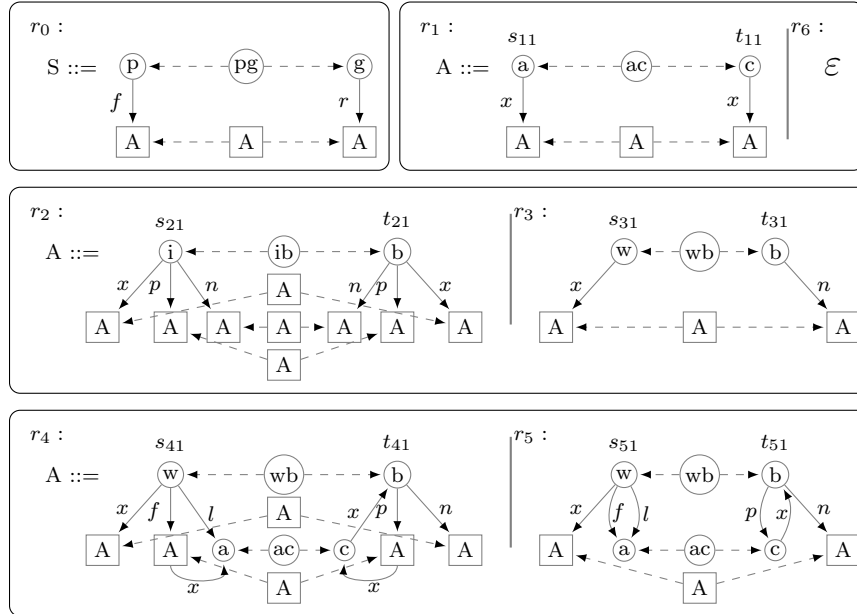 r₀ :
S ::= p pg g
f r
A A A
r₁ : s₁₁ t₁₁ r₆ :
A ::= a ac c ε
x x
A A A
r₂ : s₂₁ t₂₁ r₃ : s₃₁ t₃₁
A ::= i ib b w wb b
x p n A n p x x n
A A A A A A A A A A
A
r₄ : s₄₁ t₄₁ r₅ : s₅₁ t₅₁
A ::= w wb b w wb b
x f l A x p n x f l p x n
A A a ac c A A A a ac c A
x A x A